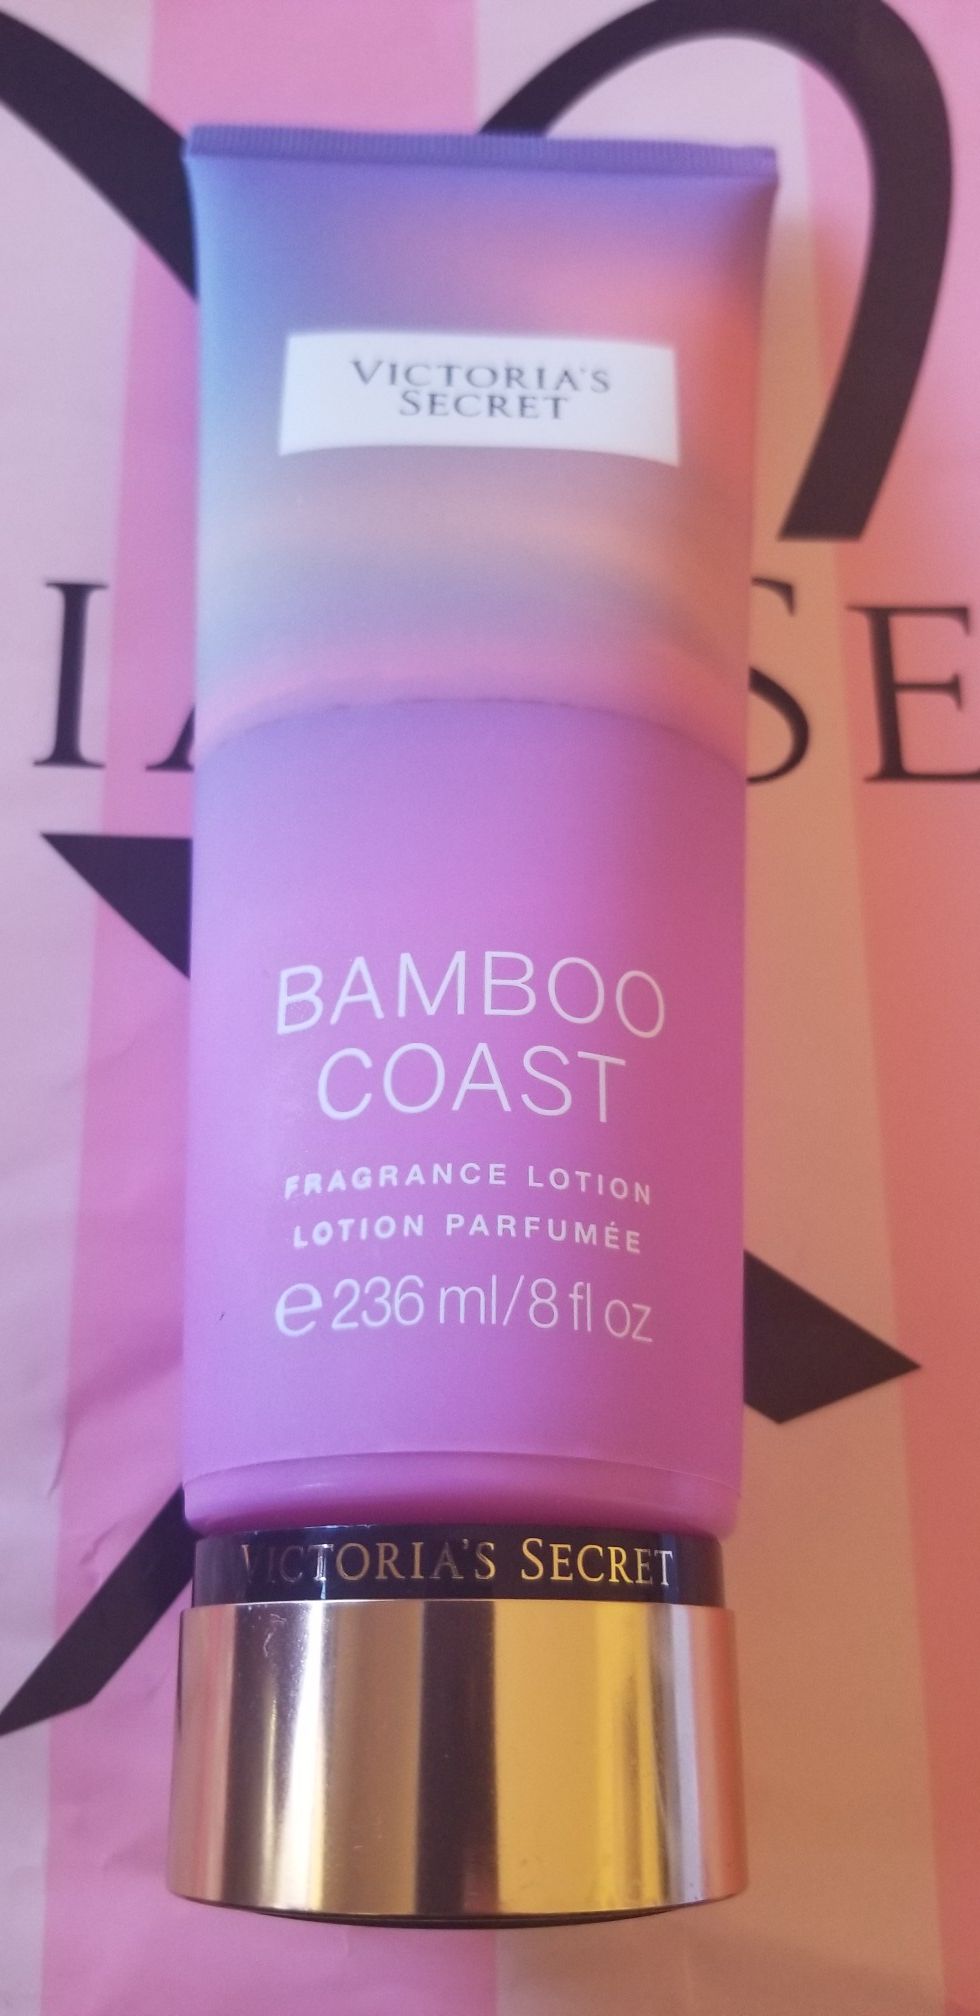 VICTORIA'S
SECRET
BAMBOO
COAST
FRAGRANCE LOTION
LOTION PARFUMÉE
e 236 ml/8 fl oz
VICTORIA'S SECRET